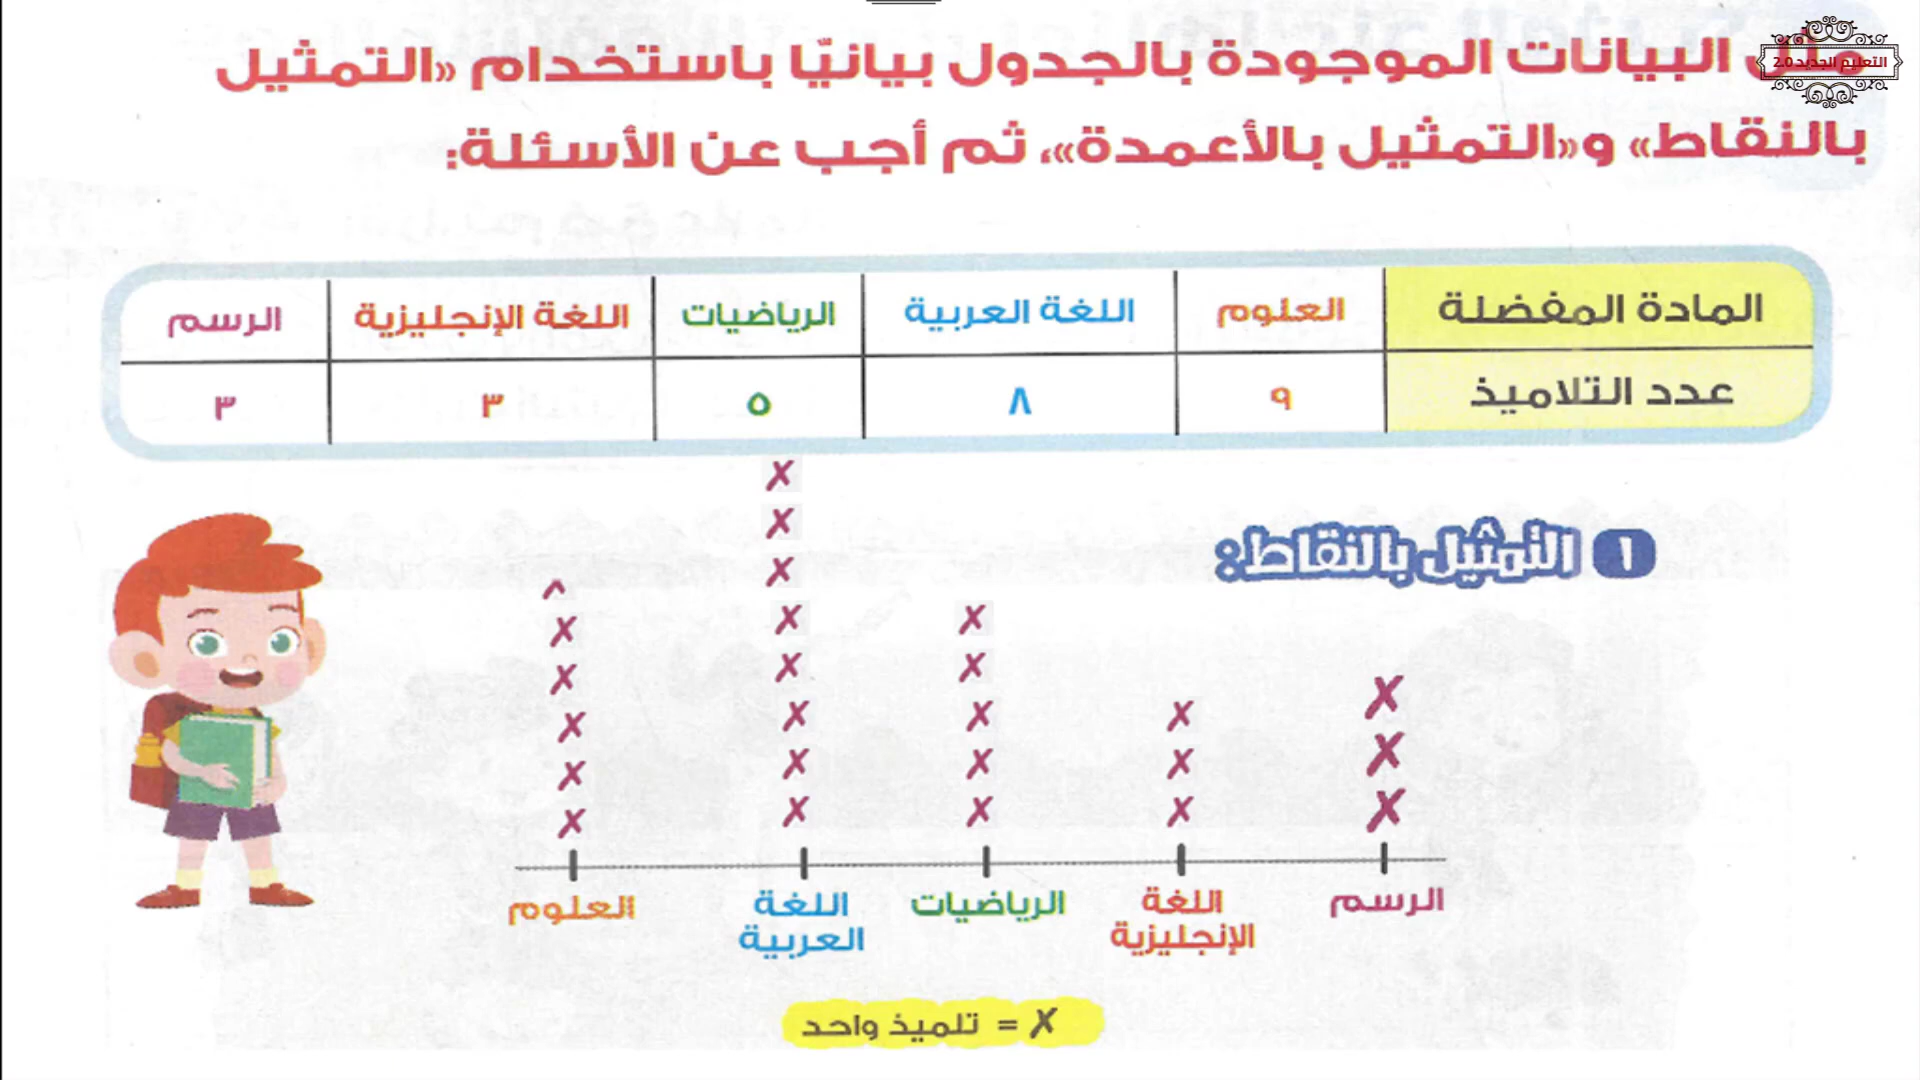 مثل البيانات الموجودة بالجدول بيانيًّا باستخدام «التمثيل
بالنقاط» و«التمثيل بالأعمدة»، ثم أجب عن الأسئلة:
التعليم الجديد 2.0
المادة المفضلة العلوم اللغة العربية الرياضيات اللغة الإنجليزية الرسم
عدد التلاميذ ٩ ٨ ٥ ٣ ٣
١ التمثيل بالنقاط:
العلوم
اللغة
العربية
الرياضيات
اللغة
الإنجليزية
الرسم
X = تلميذ واحد